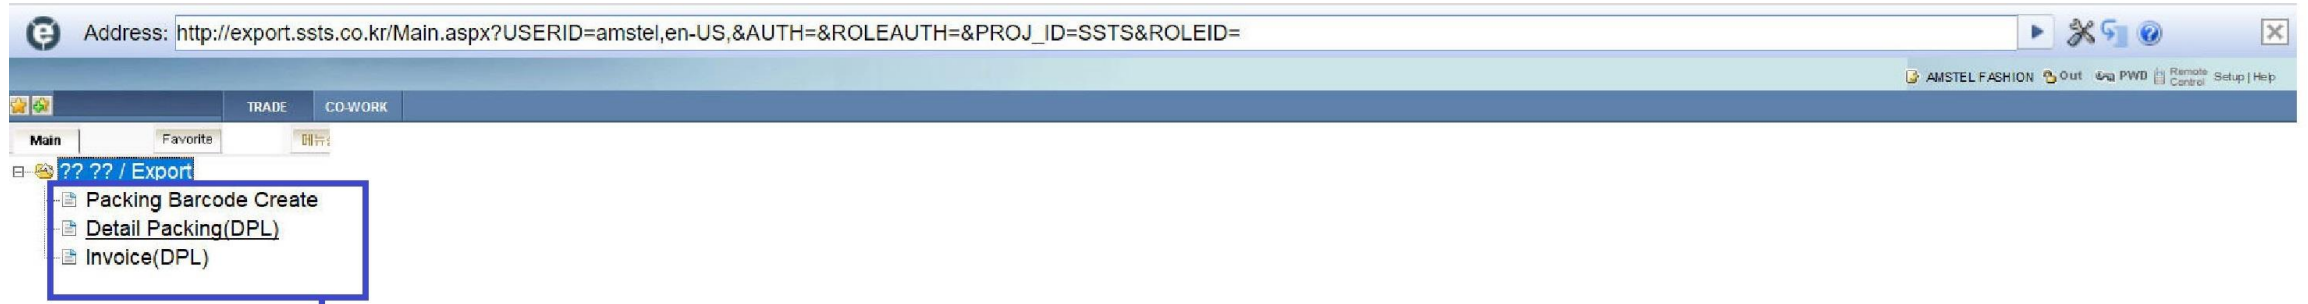 Address: http://export.ssts.co.kr/Main.aspx?USERID=amstel,en-US,&AUTH=&ROLEAUTH=&PROJ_ID=SSTS&ROLEID=
AMSTEL FASHION Out PWD Remote Control Setup | Help
TRADE CO-WORK
Main Favorite 메뉴
?? ?? / Export
Packing Barcode Create
Detail Packing(DPL)
Invoice(DPL)